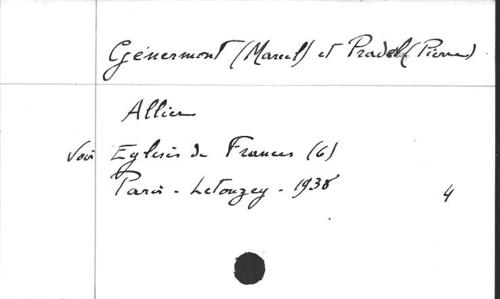 Génermont (Marcel) et Pradel (Pierre)
Allier
Voir Eglises de France (6)
Paris - Letouzey - 1938
4